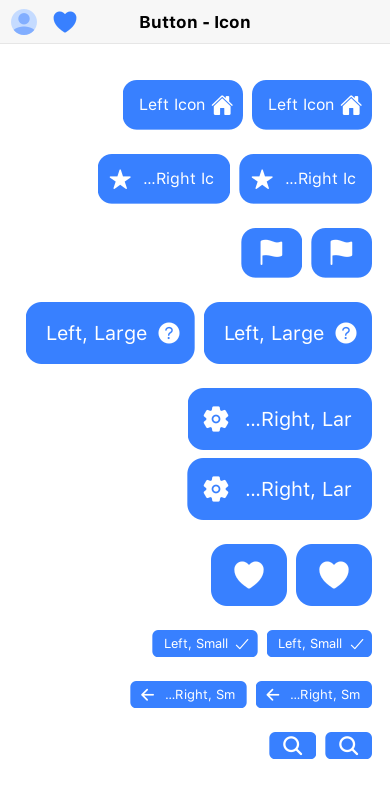 Button - Icon
Left Icon Left Icon
...Right Ic ...Right Ic
Left, Large ? Left, Large ?
...Right, Lar
...Right, Lar
Left, Small Left, Small
...Right, Sm ...Right, Sm